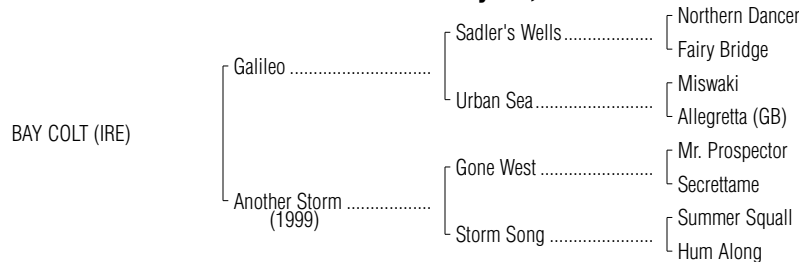 Northern Dancer
Sadler's Wells
Fairy Bridge
Galileo
Miswaki
Urban Sea
Allegretta (GB)
BAY COLT (IRE)
Mr. Prospector
Gone West
Secrettame
Another Storm
(1999)
Summer Squall
Storm Song
Hum Along